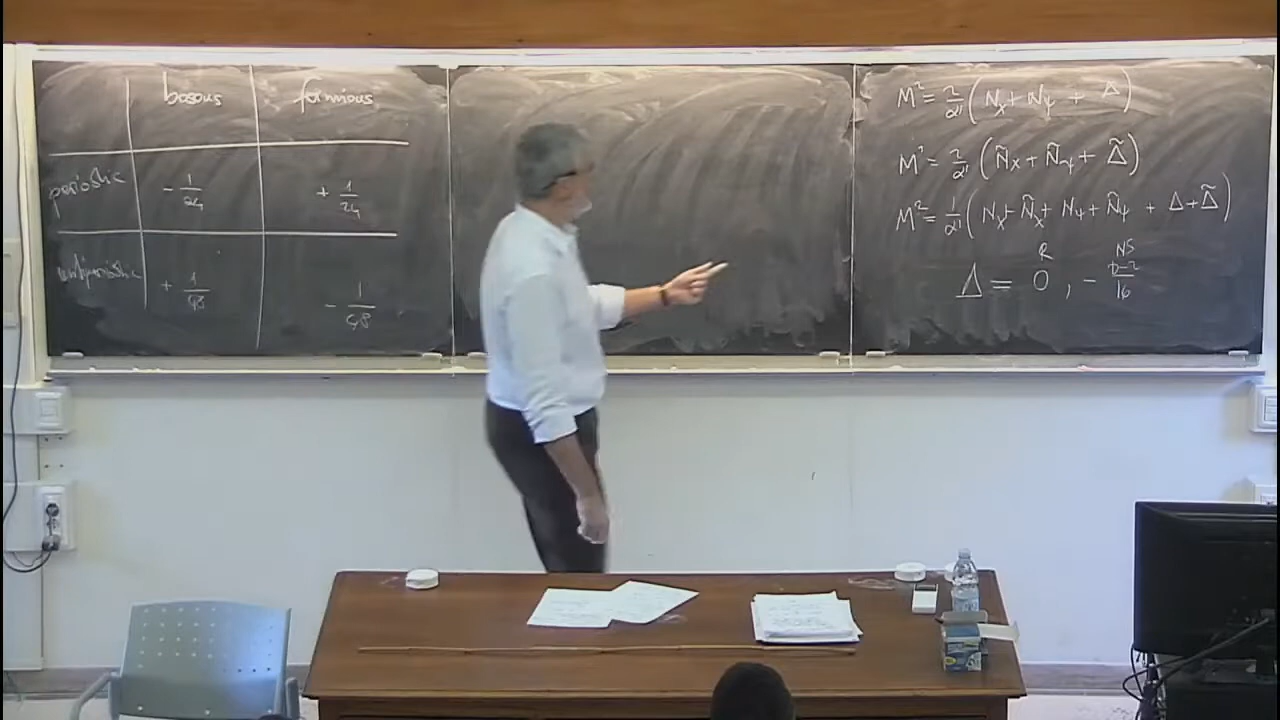 bosons fermions
periodic - 1/24 + 1/24
antiperiodic + 1/48 - 1/48
M² = 2/α' ( N_x + N_ψ + Δ )
M² = 2/α' ( Ñ_x + Ñ_ψ + Δ̃ )
M² = 1/α' ( N_x + Ñ_x + N_ψ + Ñ_ψ + Δ + Δ̃ )
R NS
Δ = 0 , - D-2/16